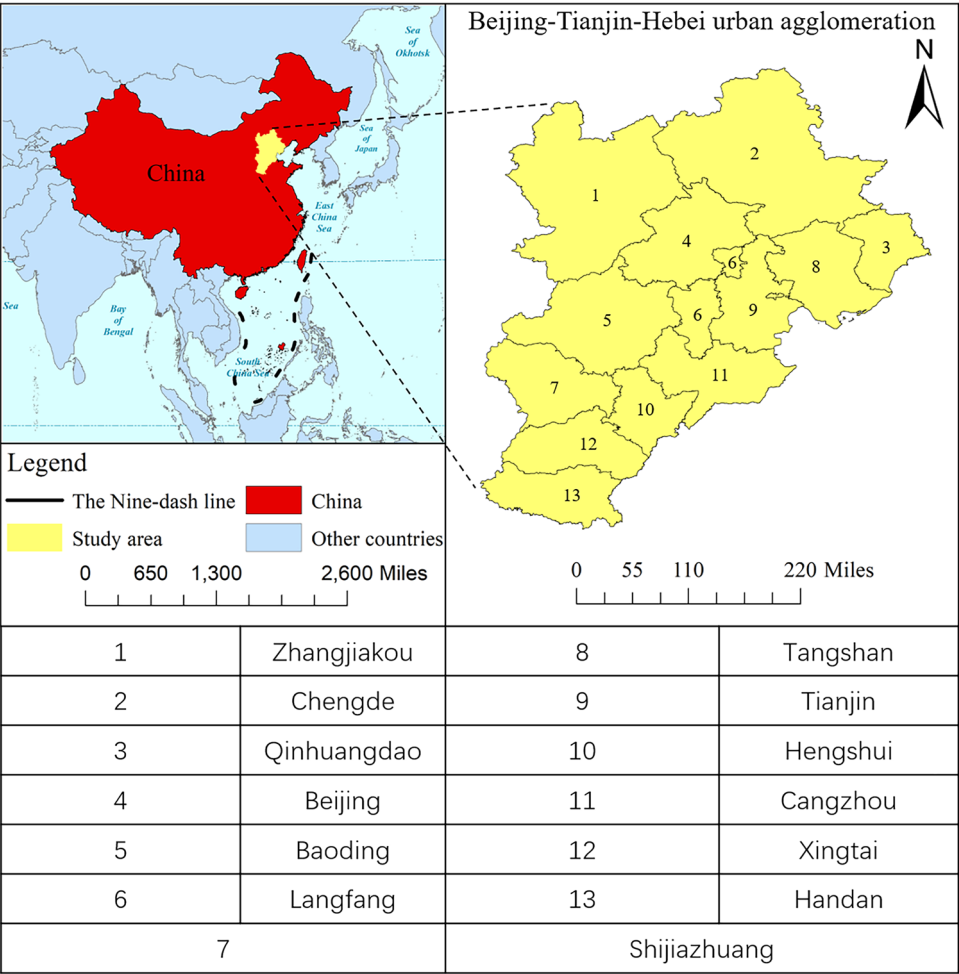 Beijing-Tianjin-Hebei urban agglomeration
Sea
of
Okhotsk
N
Sea
of
Japan
China
East
China
Sea
Sea
Bay
of
Bengal
South
China Sea
1
2
3
4
5
6
6
7
8
9
10
11
12
13
Legend
The Nine-dash line
China
Study area
Other countries
0 650 1,300 2,600 Miles
0 55 110 220 Miles
1 Zhangjiakou 8 Tangshan
2 Chengde 9 Tianjin
3 Qinhuangdao 10 Hengshui
4 Beijing 11 Cangzhou
5 Baoding 12 Xingtai
6 Langfang 13 Handan
7 Shijiazhuang